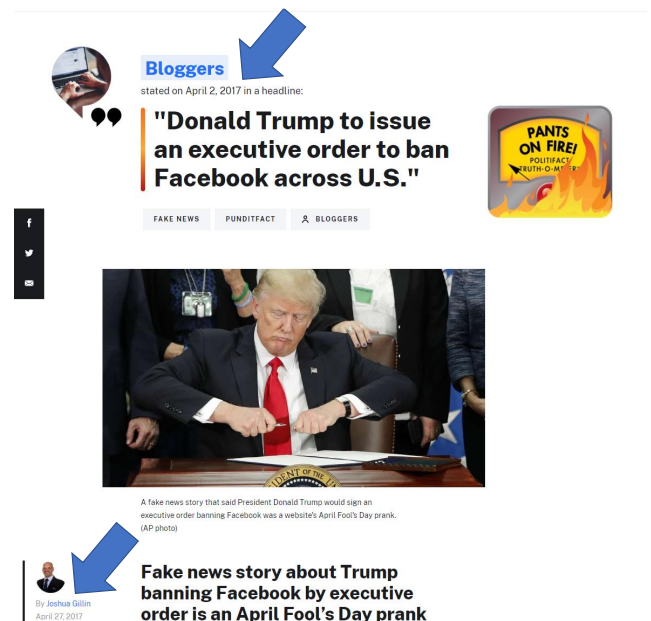 Bloggers
stated on April 2, 2017 in a headline:
"Donald Trump to issue
an executive order to ban
Facebook across U.S."
PANTS
ON FIRE!
POLITIFACT
FAKE NEWS
PUNDITFACT
BLOGGERS
f
A fake news story that said President Donald Trump would sign an
executive order banning Facebook was a website's April Fool's Day prank.
(AP photo)
By Joshua Gillin
April 27, 2017
Fake news story about Trump
banning Facebook by executive
order is an April Fool's Day prank